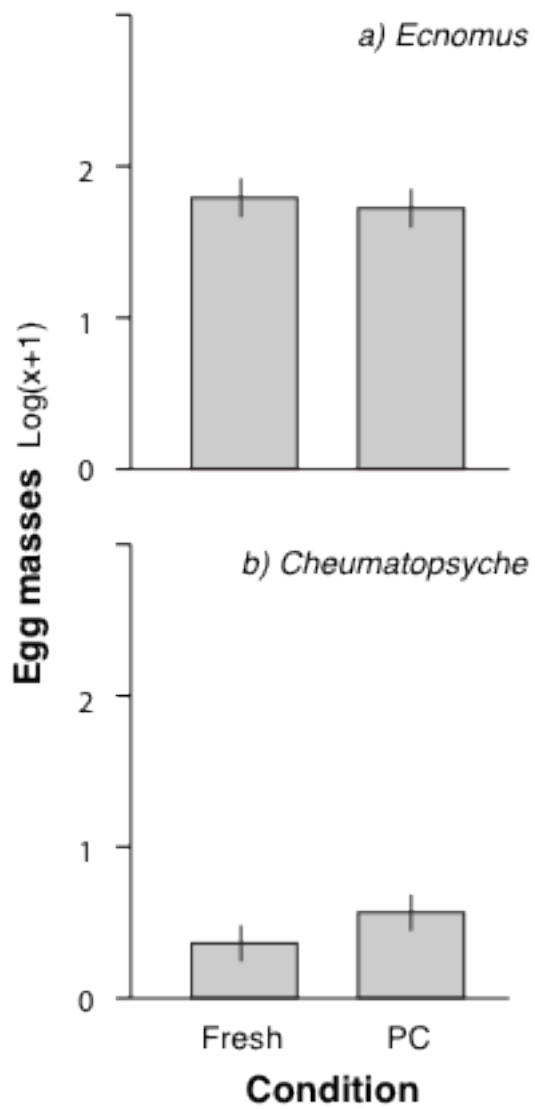 a) Ecnomus
2
1
0
Egg masses Log(x+1)
b) Cheumatopsyche
2
1
0
Fresh PC
Condition